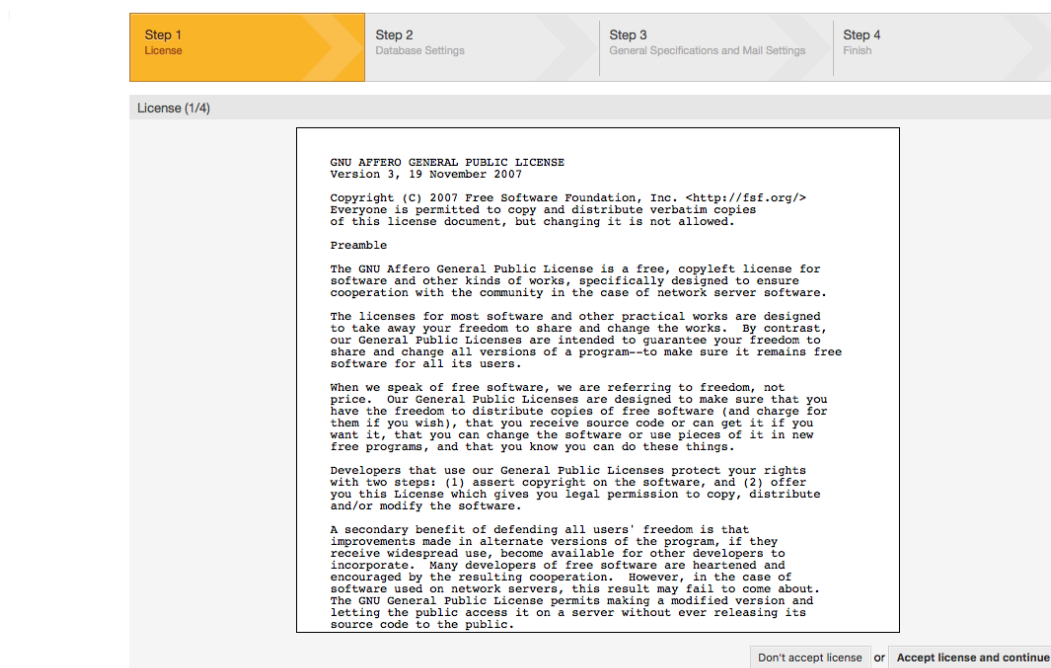 Step 1
License
Step 2
Database Settings
Step 3
General Specifications and Mail Settings
Step 4
Finish
License (1/4)
GNU AFFERO GENERAL PUBLIC LICENSE
Version 3, 19 November 2007
Copyright (C) 2007 Free Software Foundation, Inc. <http://fsf.org/>
Everyone is permitted to copy and distribute verbatim copies
of this license document, but changing it is not allowed.
Preamble
The GNU Affero General Public License is a free, copyleft license for
software and other kinds of works, specifically designed to ensure
cooperation with the community in the case of network server software.
The licenses for most software and other practical works are designed
to take away your freedom to share and change the works.  By contrast,
our General Public Licenses are intended to guarantee your freedom to
share and change all versions of a program--to make sure it remains free
software for all its users.
When we speak of free software, we are referring to freedom, not
price.  Our General Public Licenses are designed to make sure that you
have the freedom to distribute copies of free software (and charge for
them if you wish), that you receive source code or can get it if you
want it, that you can change the software or use pieces of it in new
free programs, and that you know you can do these things.
Developers that use our General Public Licenses protect your rights
with two steps: (1) assert copyright on the software, and (2) offer
you this License which gives you legal permission to copy, distribute
and/or modify the software.
A secondary benefit of defending all users' freedom is that
improvements made in alternate versions of the program, if they
receive widespread use, become available for other developers to
incorporate.  Many developers of free software are heartened and
encouraged by the resulting cooperation.  However, in the case of
software used on network servers, this result may fail to come about.
The GNU General Public License permits making a modified version and
letting the public access it on a server without ever releasing its
source code to the public.
Don't accept license or Accept license and continue